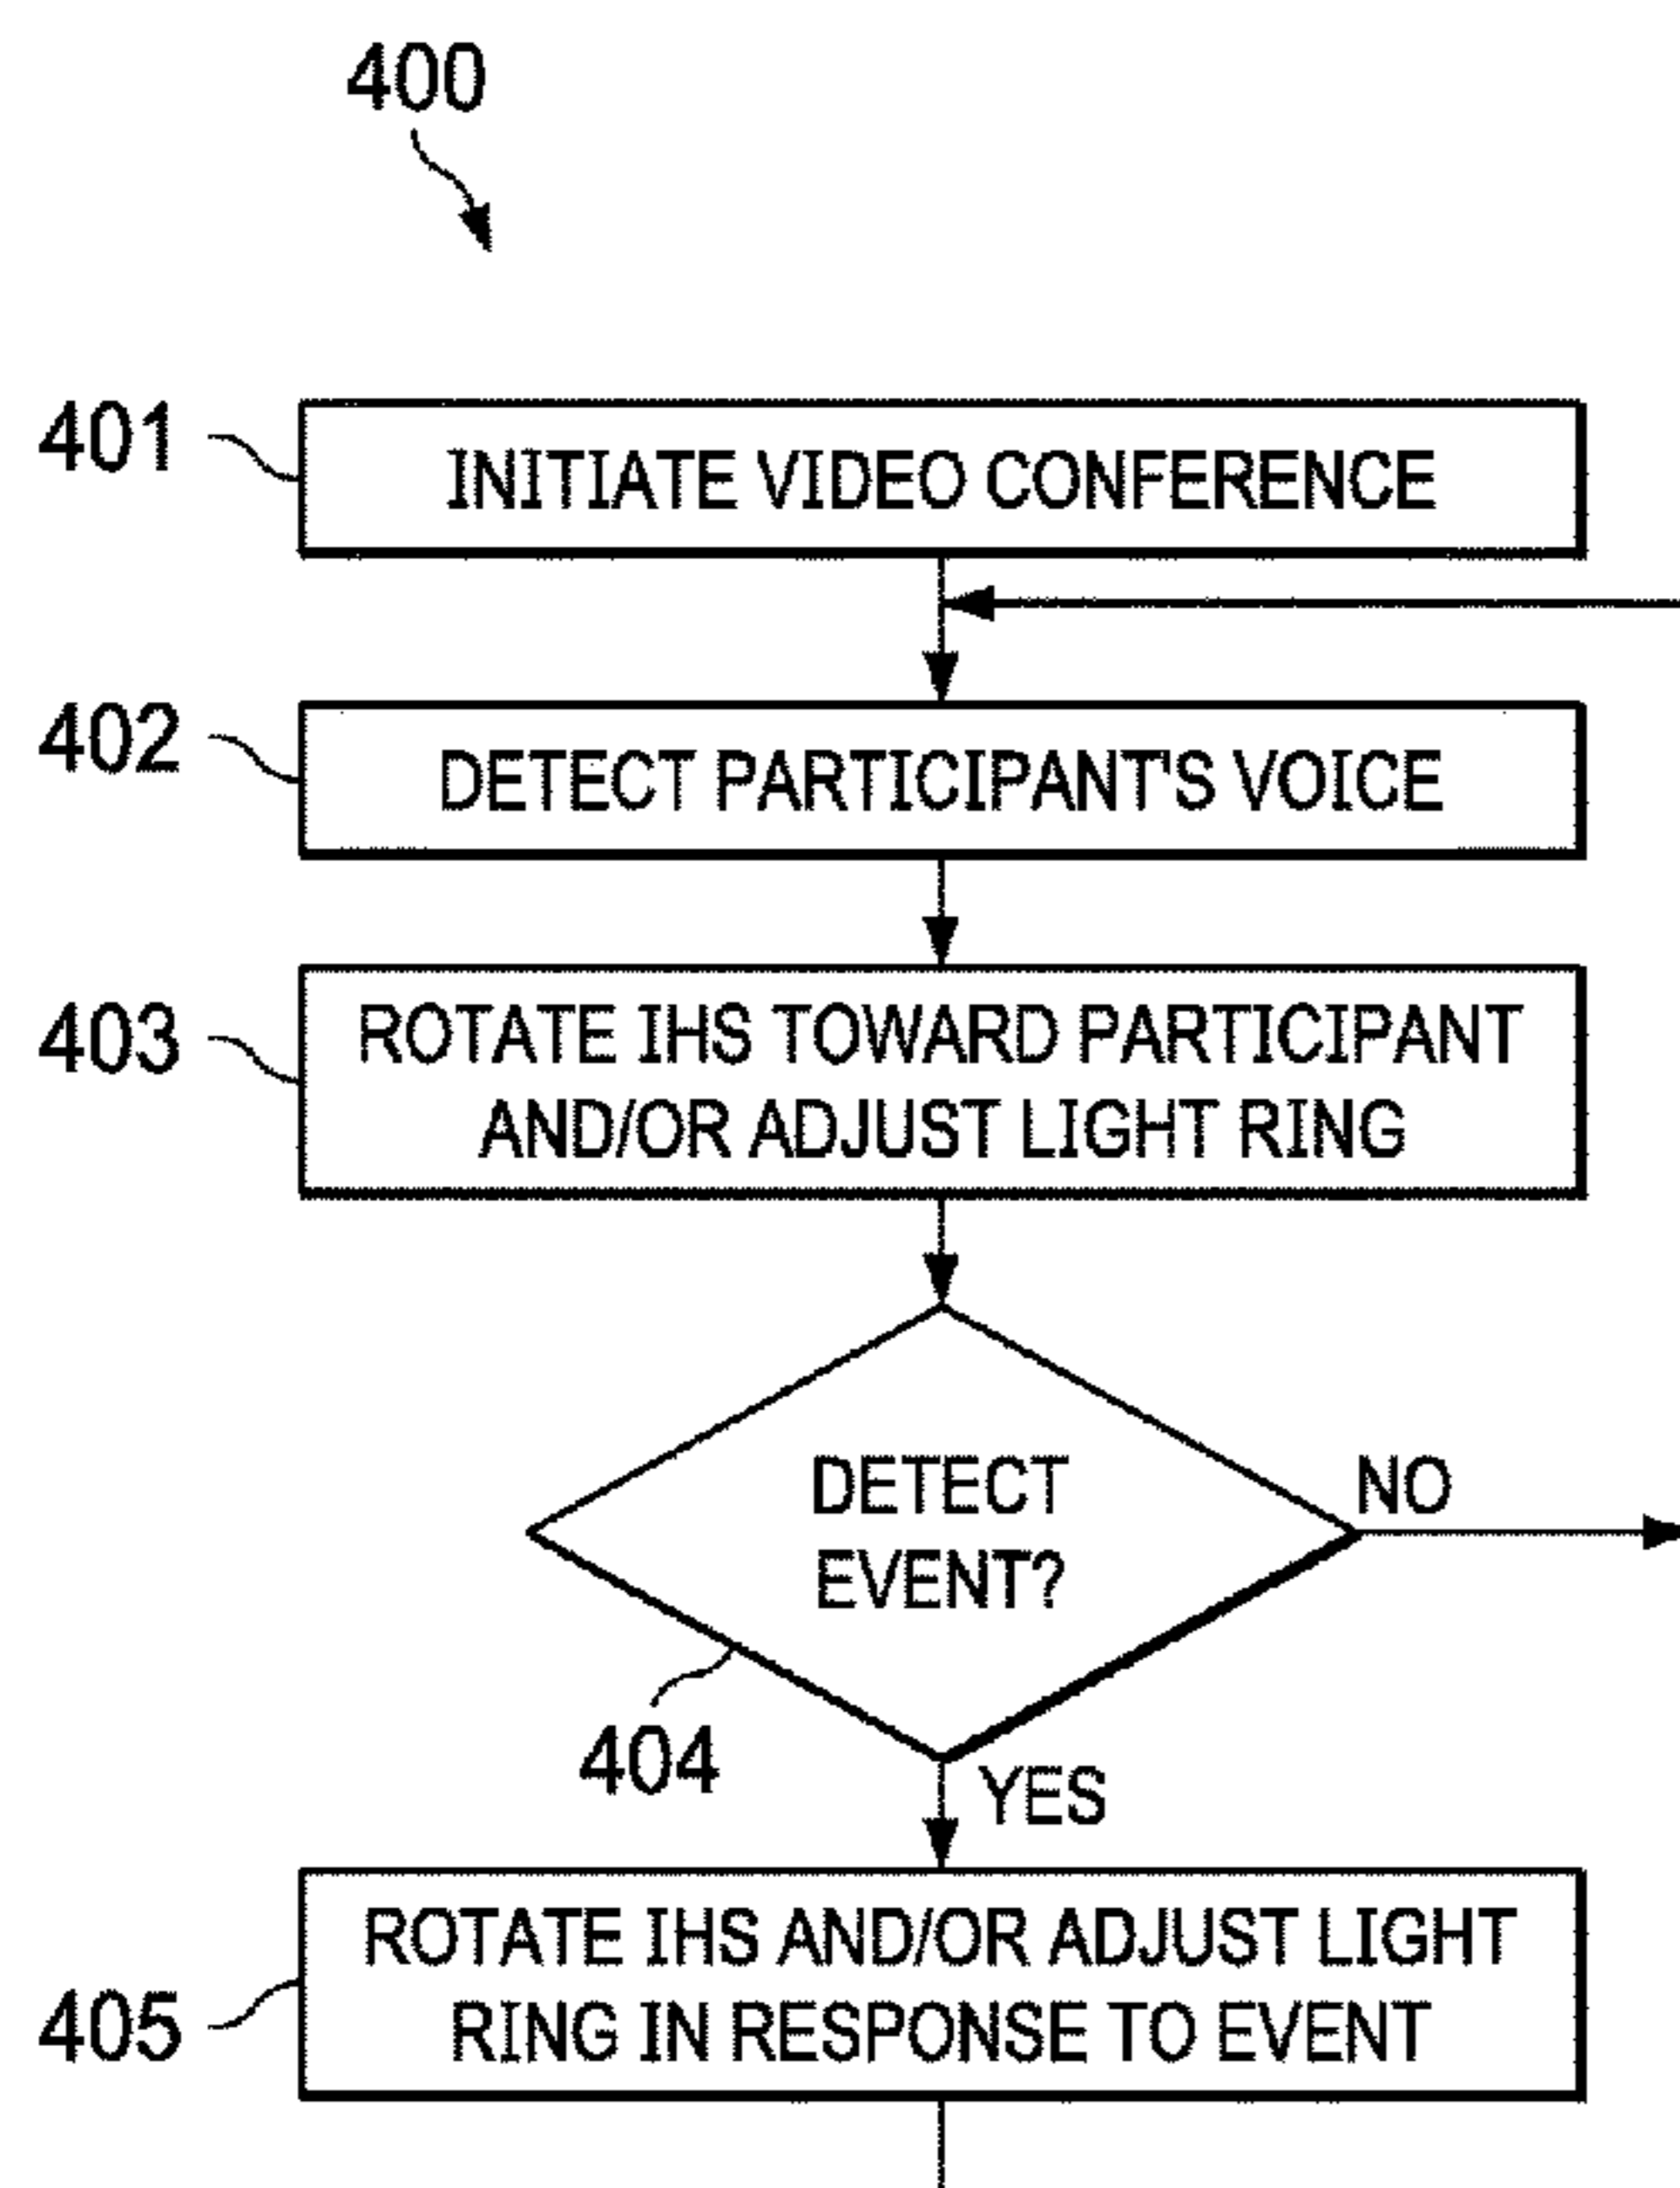 400
401
INITIATE VIDEO CONFERENCE
402
DETECT PARTICIPANT'S VOICE
403
ROTATE IHS TOWARD PARTICIPANT
AND/OR ADJUST LIGHT RING
DETECT
EVENT?
NO
404
YES
405
ROTATE IHS AND/OR ADJUST LIGHT
RING IN RESPONSE TO EVENT